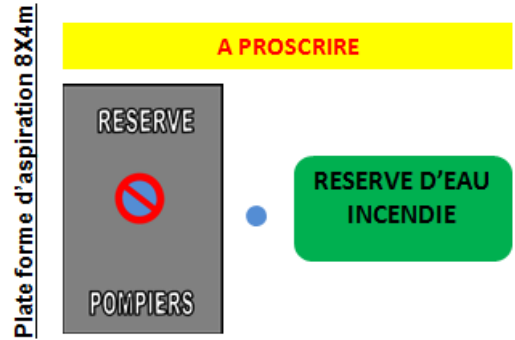 Plate forme d'aspiration 8X4m
A PROSCRIRE
RESERVE
POMPIERS
RESERVE D'EAU
INCENDIE